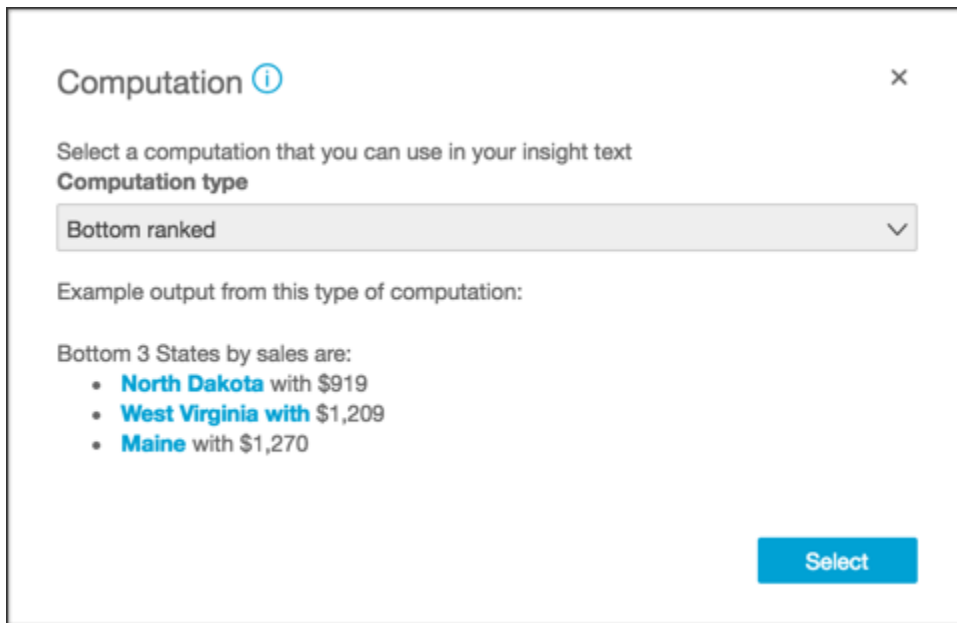 Computation
Select a computation that you can use in your insight text
Computation type
Bottom ranked
Example output from this type of computation:
Bottom 3 States by sales are:
• North Dakota with $919
• West Virginia with $1,209
• Maine with $1,270
Select